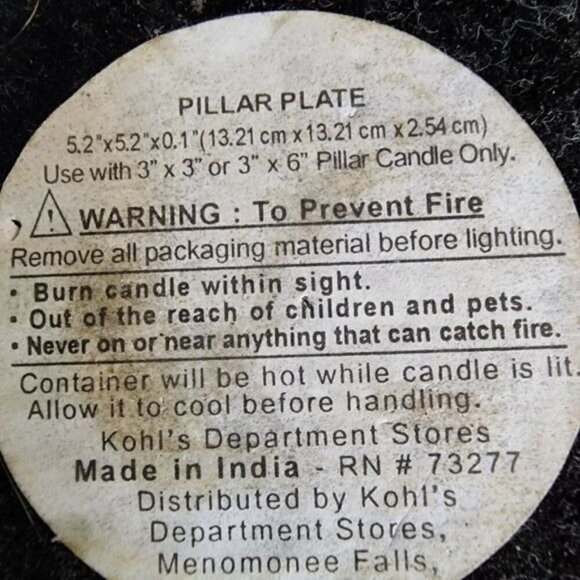 PILLAR PLATE
5.2"x5.2"x0.1"(13.21 cm x 13.21 cm x 2.54 cm)
Use with 3" x 3" or 3" x 6" Pillar Candle Only.
WARNING : To Prevent Fire
Remove all packaging material before lighting.
• Burn candle within sight.
• Out of the reach of children and pets.
• Never on or near anything that can catch fire.
Container will be hot while candle is lit.
Allow it to cool before handling.
Kohl's Department Stores
Made in India - RN # 73277
Distributed by Kohl's
Department Stores,
Menomonee Falls,